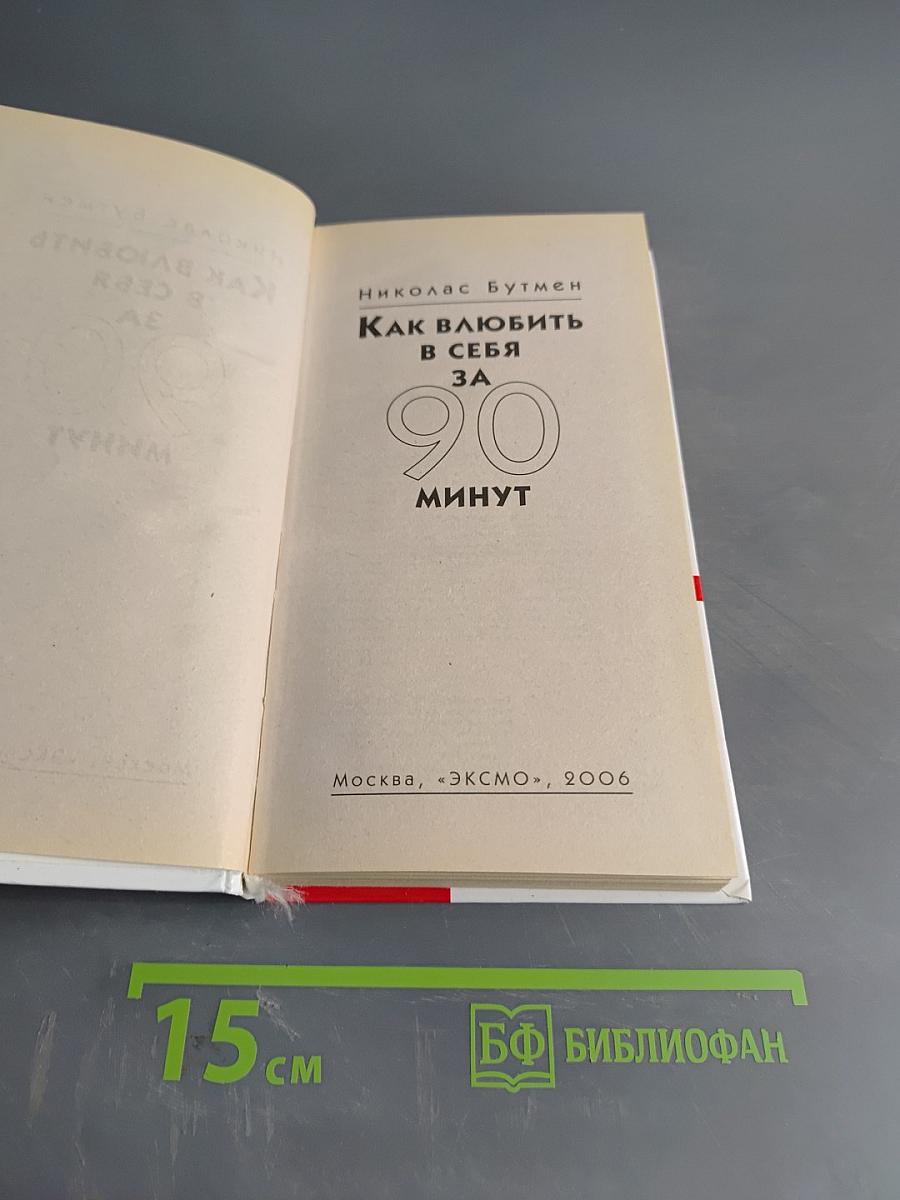 Николас Бутмен
Как влюбить
в себя
за
90
минут
Москва, «ЭКСМО», 2006
15 см
БФ БИБЛИОФАН